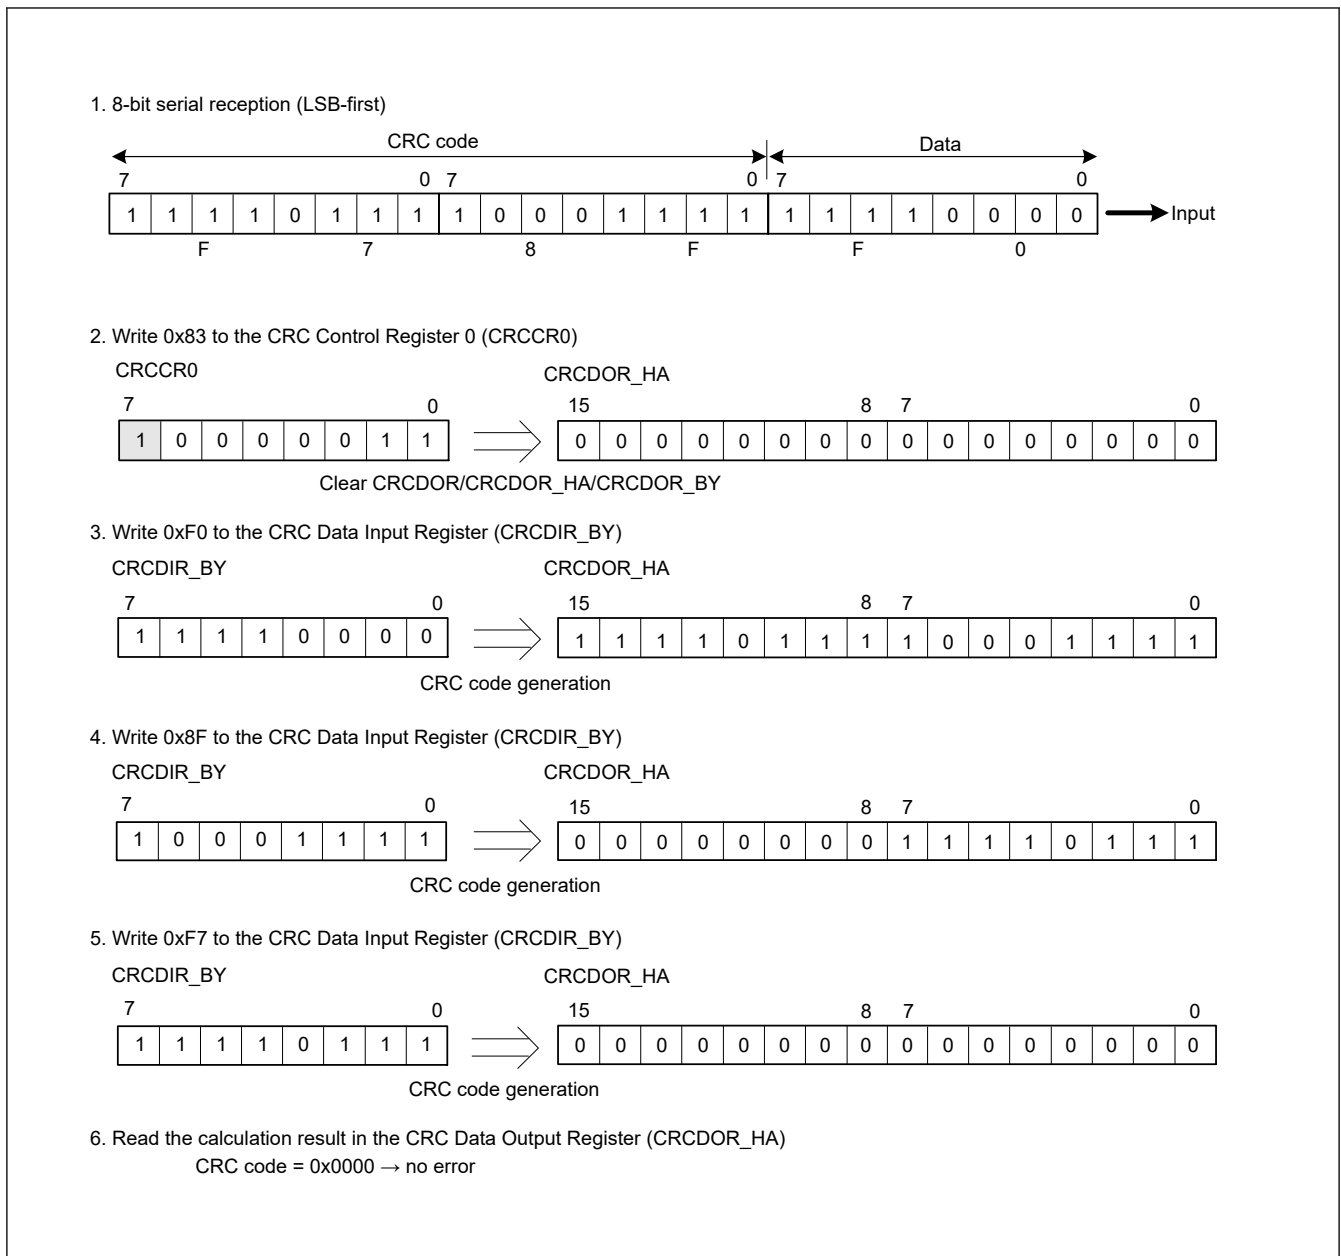 1. 8-bit serial reception (LSB-first)
CRC code Data
7 0 7 0 7 0
1 1 1 1 0 1 1 1 1 0 0 0 1 1 1 1 1 1 1 1 0 0 0 0 Input
F 7 8 F F 0
2. Write 0x83 to the CRC Control Register 0 (CRCCR0)
CRCCR0 CRCDOR_HA
7 0 15 8 7 0
1 0 0 0 0 0 1 1 0 0 0 0 0 0 0 0 0 0 0 0 0 0 0 0
Clear CRCDOR/CRCDOR_HA/CRCDOR_BY
3. Write 0xF0 to the CRC Data Input Register (CRCDIR_BY)
CRCDIR_BY CRCDOR_HA
7 0 15 8 7 0
1 1 1 1 0 0 0 0 1 1 1 1 0 1 1 1 1 0 0 0 1 1 1 1
CRC code generation
4. Write 0x8F to the CRC Data Input Register (CRCDIR_BY)
CRCDIR_BY CRCDOR_HA
7 0 15 8 7 0
1 0 0 0 1 1 1 1 0 0 0 0 0 0 0 0 1 1 1 1 0 1 1 1
CRC code generation
5. Write 0xF7 to the CRC Data Input Register (CRCDIR_BY)
CRCDIR_BY CRCDOR_HA
7 0 15 8 7 0
1 1 1 1 0 1 1 1 0 0 0 0 0 0 0 0 0 0 0 0 0 0 0 0
CRC code generation
6. Read the calculation result in the CRC Data Output Register (CRCDOR_HA)
CRC code = 0x0000 → no error